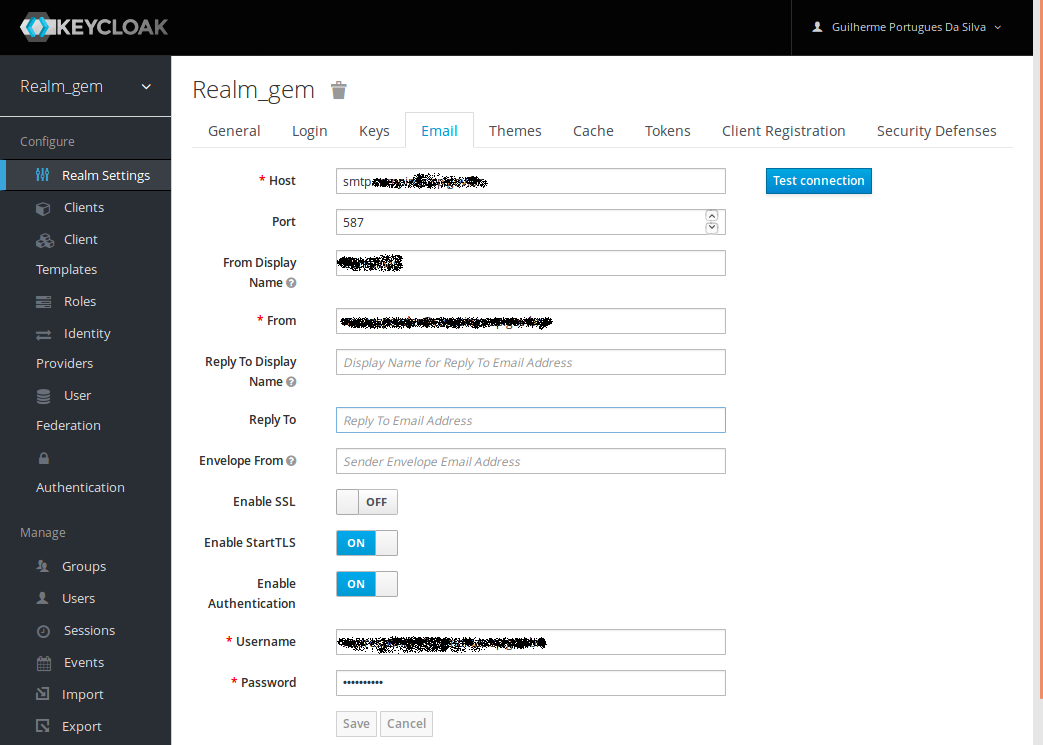 KEYCLOAK
Guilherme Portugues Da Silva
Realm_gem
Configure
Realm Settings
Clients
Client
Templates
Roles
Identity
Providers
User
Federation
Authentication
Manage
Groups
Users
Sessions
Events
Import
Export
Realm_gem
General Login Keys Email Themes Cache Tokens Client Registration Security Defenses
* Host smtp Test connection
Port 587
From Display
Name
* From
Reply To Display
Name Display Name for Reply To Email Address
Reply To Reply To Email Address
Envelope From Sender Envelope Email Address
Enable SSL OFF
Enable StartTLS ON
Enable
Authentication ON
* Username
* Password ••••••••••
Save Cancel